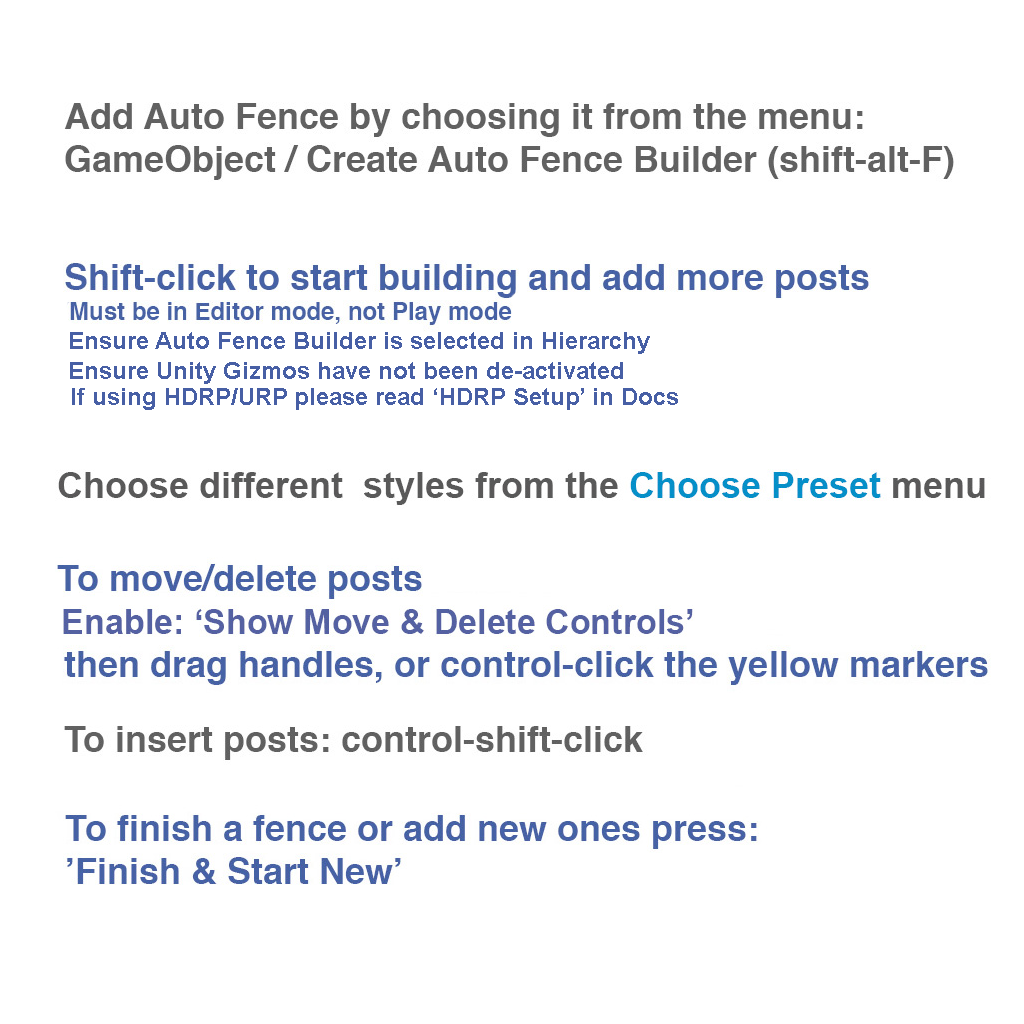 Add Auto Fence by choosing it from the menu:
GameObject / Create Auto Fence Builder (shift-alt-F)
Shift-click to start building and add more posts
Must be in Editor mode, not Play mode
Ensure Auto Fence Builder is selected in Hierarchy
Ensure Unity Gizmos have not been de-activated
If using HDRP/URP please read ‘HDRP Setup’ in Docs
Choose different  styles from the Choose Preset menu
To move/delete posts
Enable: ‘Show Move & Delete Controls’
then drag handles, or control-click the yellow markers
To insert posts: control-shift-click
To finish a fence or add new ones press:
’Finish & Start New’